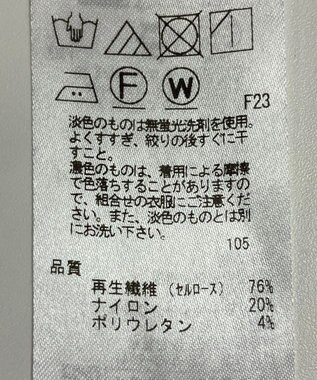 F W
F23
淡色のものは無蛍光洗剤を使用。
よくすすぎ、絞りの後すぐに干
すこと。
濃色のものは、着用による摩擦
で色落ちすることがありますの
で、組合せの衣服にご注意くだ
さい。また、淡色のものとは別
にお洗い下さい。
105
品質
再生繊維(セルロース) 76%
ナイロン 20%
ポリウレタン 4%